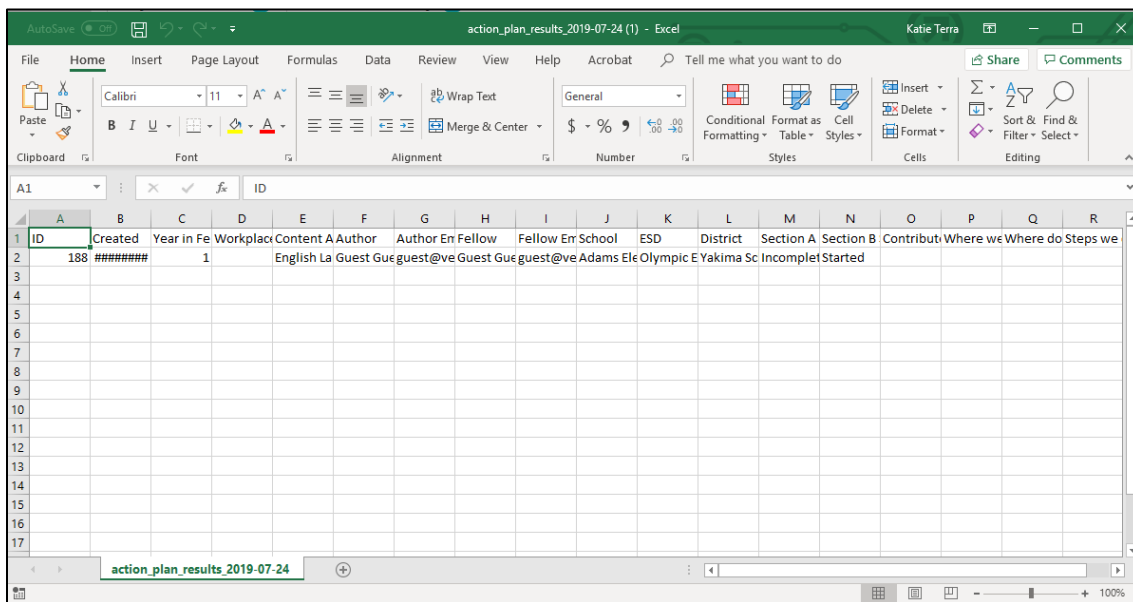 AutoSave Off action_plan_results_2019-07-24 (1) - Excel Katie Terra
File Home Insert Page Layout Formulas Data Review View Help Acrobat Tell me what you want to do Share Comments
Paste Calibri 11 A^ A˅ Wrap Text General Conditional Formatting Format as Table Cell Styles Insert Sort & Filter Find & Select
B I U A Merge & Center $ % 9 .00 .0 Delete
Format
Clipboard Font Alignment Number Styles Cells Editing
A1 fx ID
A B C D E F G H I J K L M N O P Q R
1 ID Created Year in Fe Workplace Content A Author Author Em Fellow Fellow Em School ESD District Section A Section B Contribut Where we Where do Steps we
2 188 ######## 1 English La Guest Gue guest@ve Guest Gue guest@ve Adams Ele Olympic E Yakima Sc Incomplet Started
3
4
5
6
7
8
9
10
11
12
13
14
15
16
17
action_plan_results_2019-07-24
100%